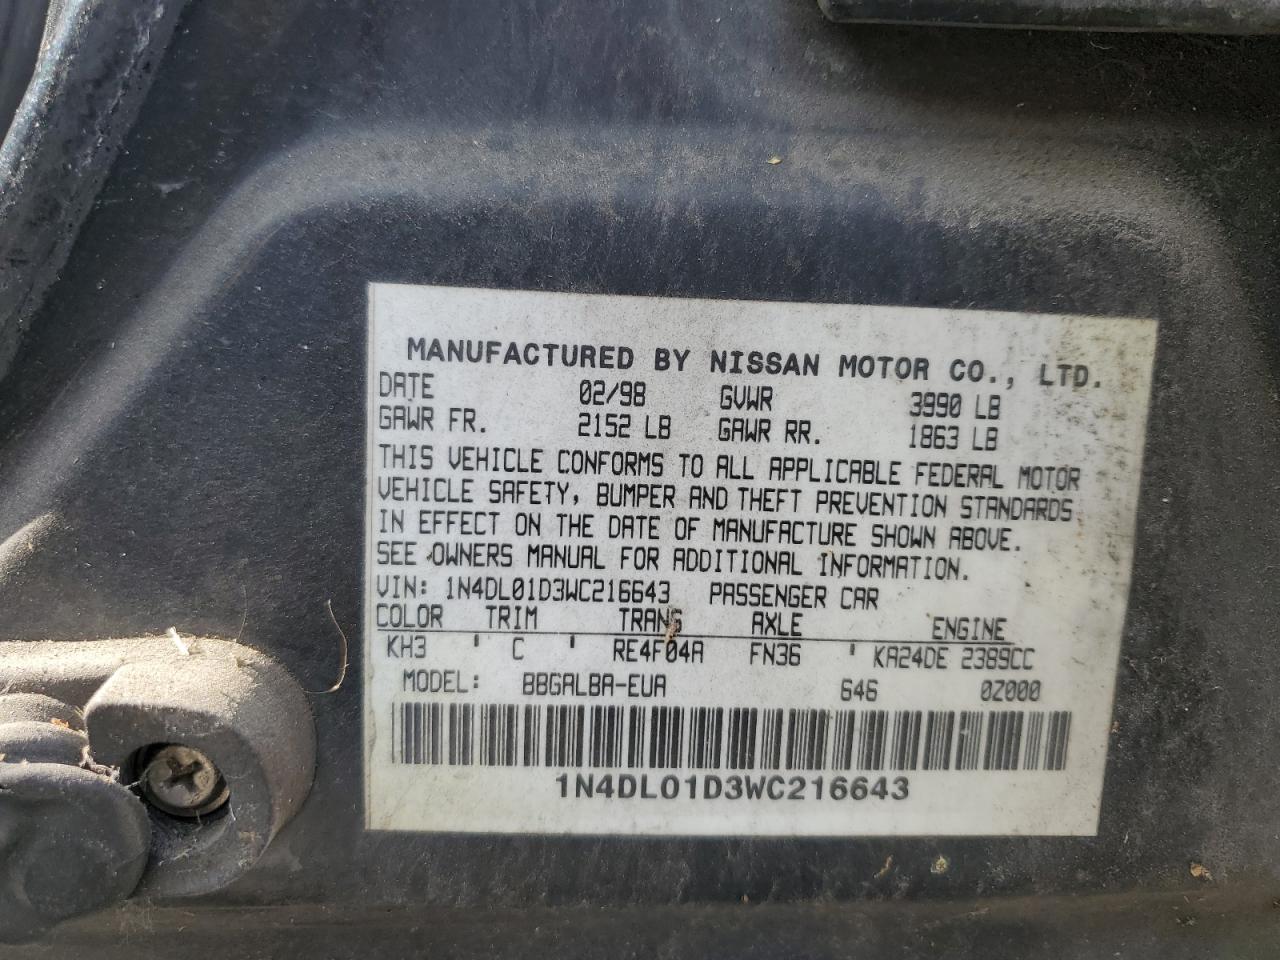 MANUFACTURED BY NISSAN MOTOR CO., LTD.
DATE 02/98 GVWR 3990 LB
GAWR FR. 2152 LB GAWR RR. 1863 LB
THIS VEHICLE CONFORMS TO ALL APPLICABLE FEDERAL MOTOR
VEHICLE SAFETY, BUMPER AND THEFT PREVENTION STANDARDS
IN EFFECT ON THE DATE OF MANUFACTURE SHOWN ABOVE.
SEE OWNERS MANUAL FOR ADDITIONAL INFORMATION.
VIN: 1N4DL01D3WC216643 PASSENGER CAR
COLOR TRIM TRANS AXLE ENGINE
KH3 ' C ' RE4F04A FN36 ' KA24DE 2389CC
MODEL: BBGALBA-EUA 646 0Z000
1N4DL01D3WC216643